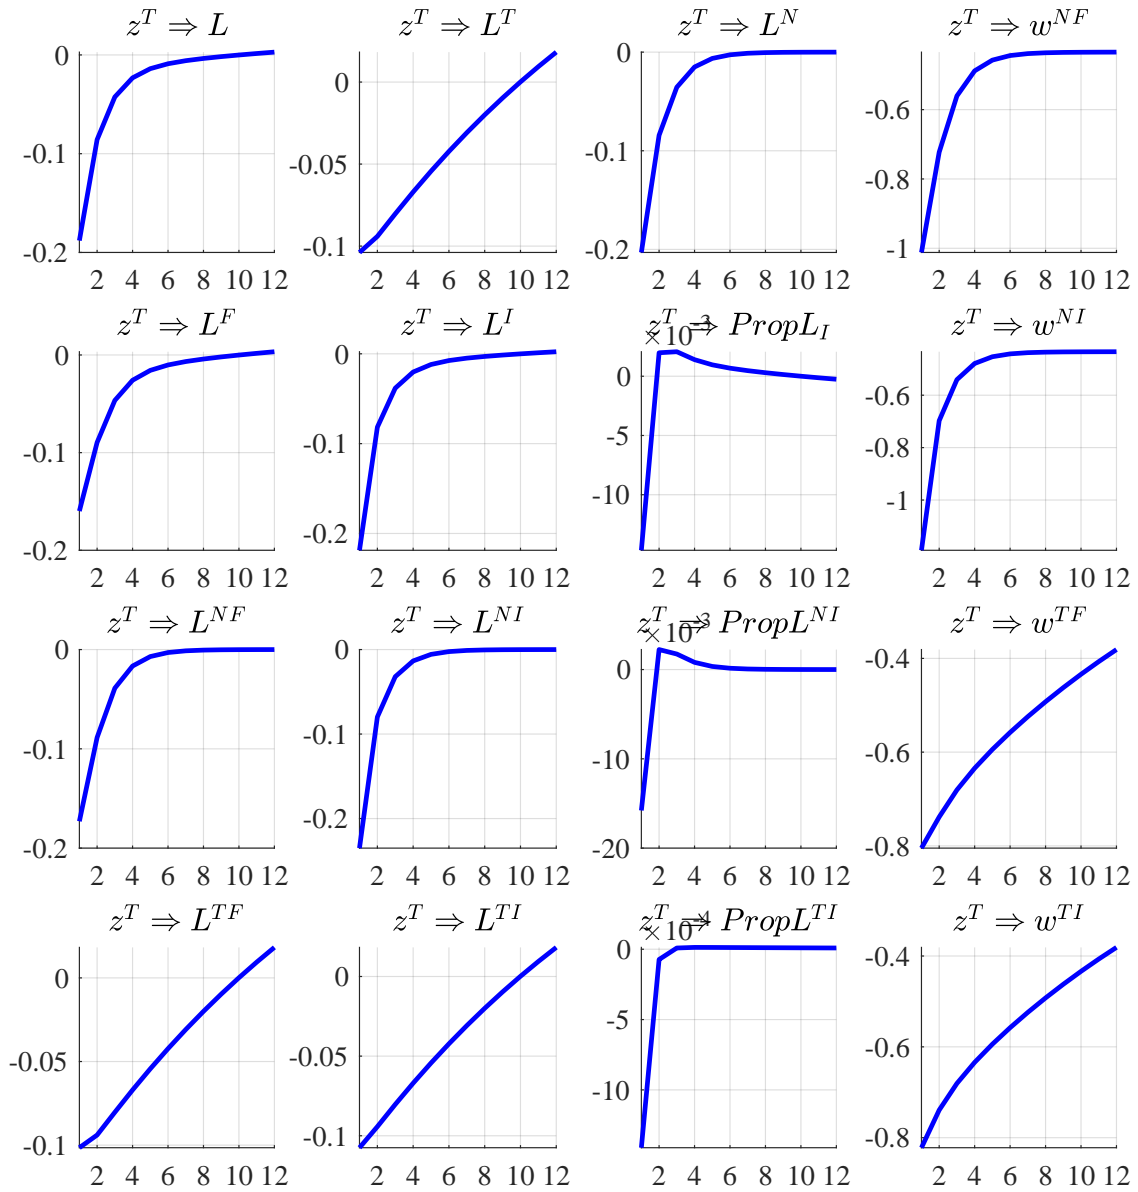 z^T ⇒ L
z^T ⇒ L^T
z^T ⇒ L^N
z^T ⇒ w^{NF}
0 -0.1 -0.2
0 -0.05 -0.1
0 -0.1 -0.2
-0.6 -0.8 -1
2 4 6 8 10 12
2 4 6 8 10 12
2 4 6 8 10 12
2 4 6 8 10 12
z^T ⇒ L^F
z^T ⇒ L^I
z^T ⇒ PropL_I
×10^{-3}
z^T ⇒ w^{NI}
0 -0.1 -0.2
0 -0.1 -0.2
0 -5 -10
-0.6 -0.8 -1
2 4 6 8 10 12
2 4 6 8 10 12
2 4 6 8 10 12
2 4 6 8 10 12
z^T ⇒ L^{NF}
z^T ⇒ L^{NI}
z^T ⇒ PropL^{NI}
×10^{-3}
z^T ⇒ w^{TF}
0 -0.1 -0.2
0 -0.1 -0.2
0 -10 -20
-0.4 -0.6 -0.8
2 4 6 8 10 12
2 4 6 8 10 12
2 4 6 8 10 12
2 4 6 8 10 12
z^T ⇒ L^{TF}
z^T ⇒ L^{TI}
z^T ⇒ PropL^{TI}
×10^{-4}
z^T ⇒ w^{TI}
0 -0.05 -0.1
0 -0.05 -0.1
0 -5 -10
-0.4 -0.6 -0.8
2 4 6 8 10 12
2 4 6 8 10 12
2 4 6 8 10 12
2 4 6 8 10 12